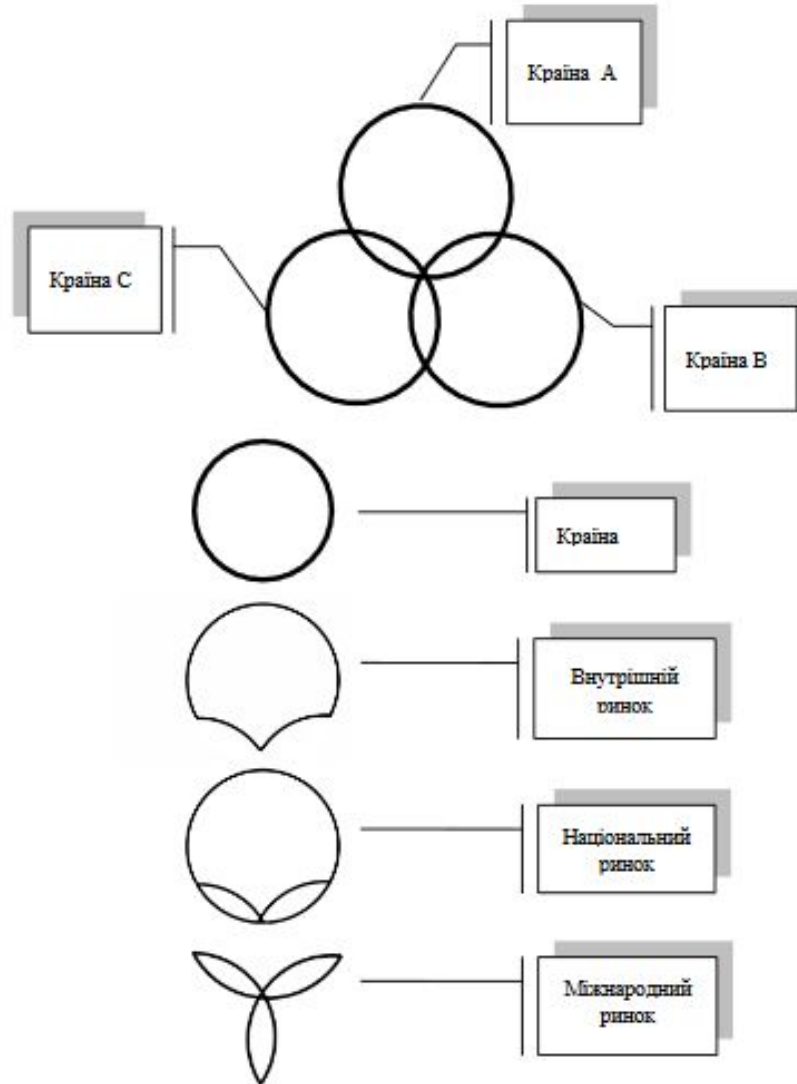 Країна А
Країна С
Країна В
Країна
Внутрішній
ринок
Національний
ринок
Міжнародний
ринок